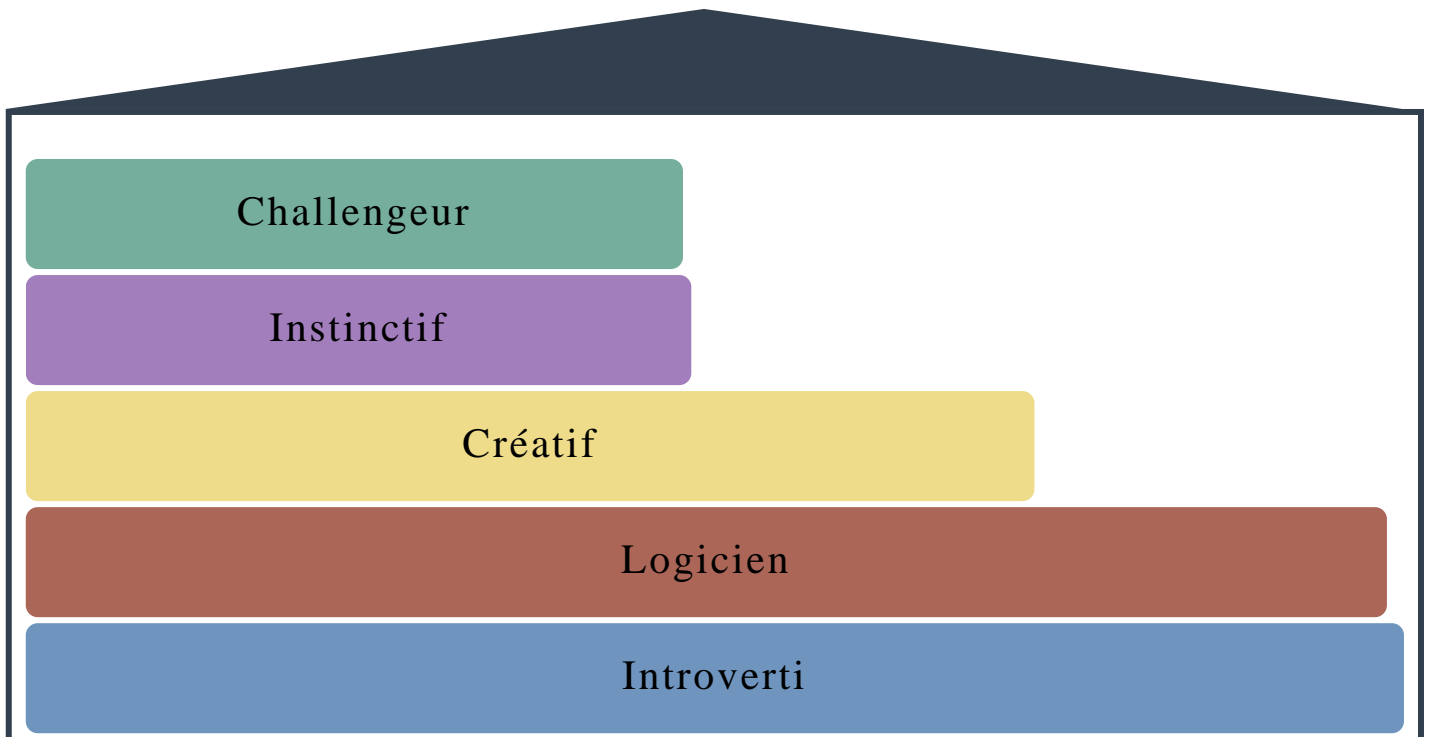 Challengeur
Instinctif
Créatif
Logicien
Introverti